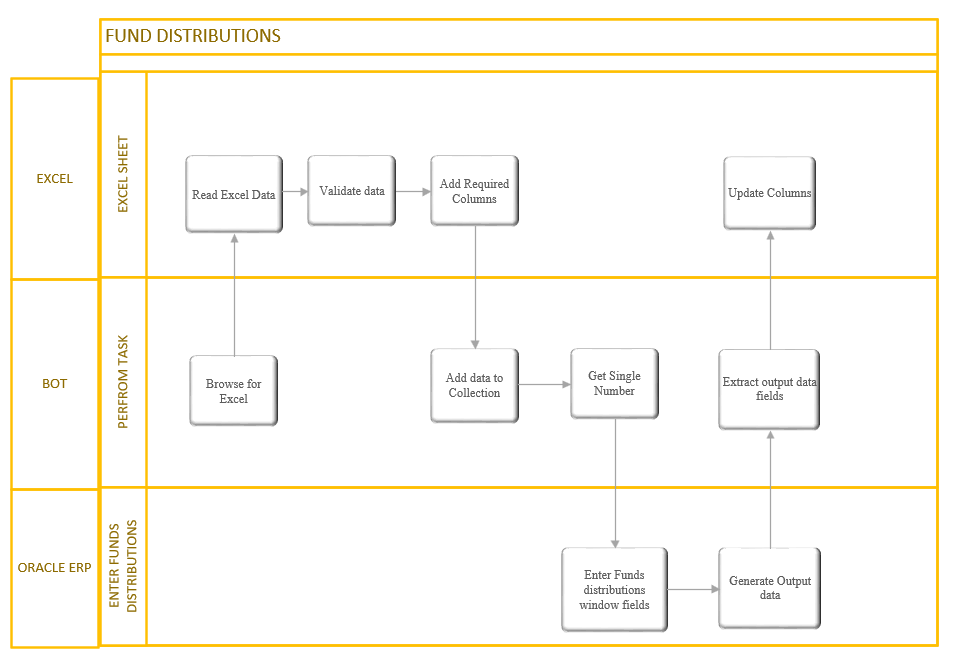 FUND DISTRIBUTIONS
EXCEL
EXCEL SHEET
Read Excel Data
Validate data
Add Required
Columns
Update Columns
BOT
PERFROM TASK
Browse for
Excel
Add data to
Collection
Get Single
Number
Extract output data
fields
ORACLE ERP
ENTER FUNDS
DISTRIBUTIONS
Enter Funds
distributions
window fields
Generate Output
data